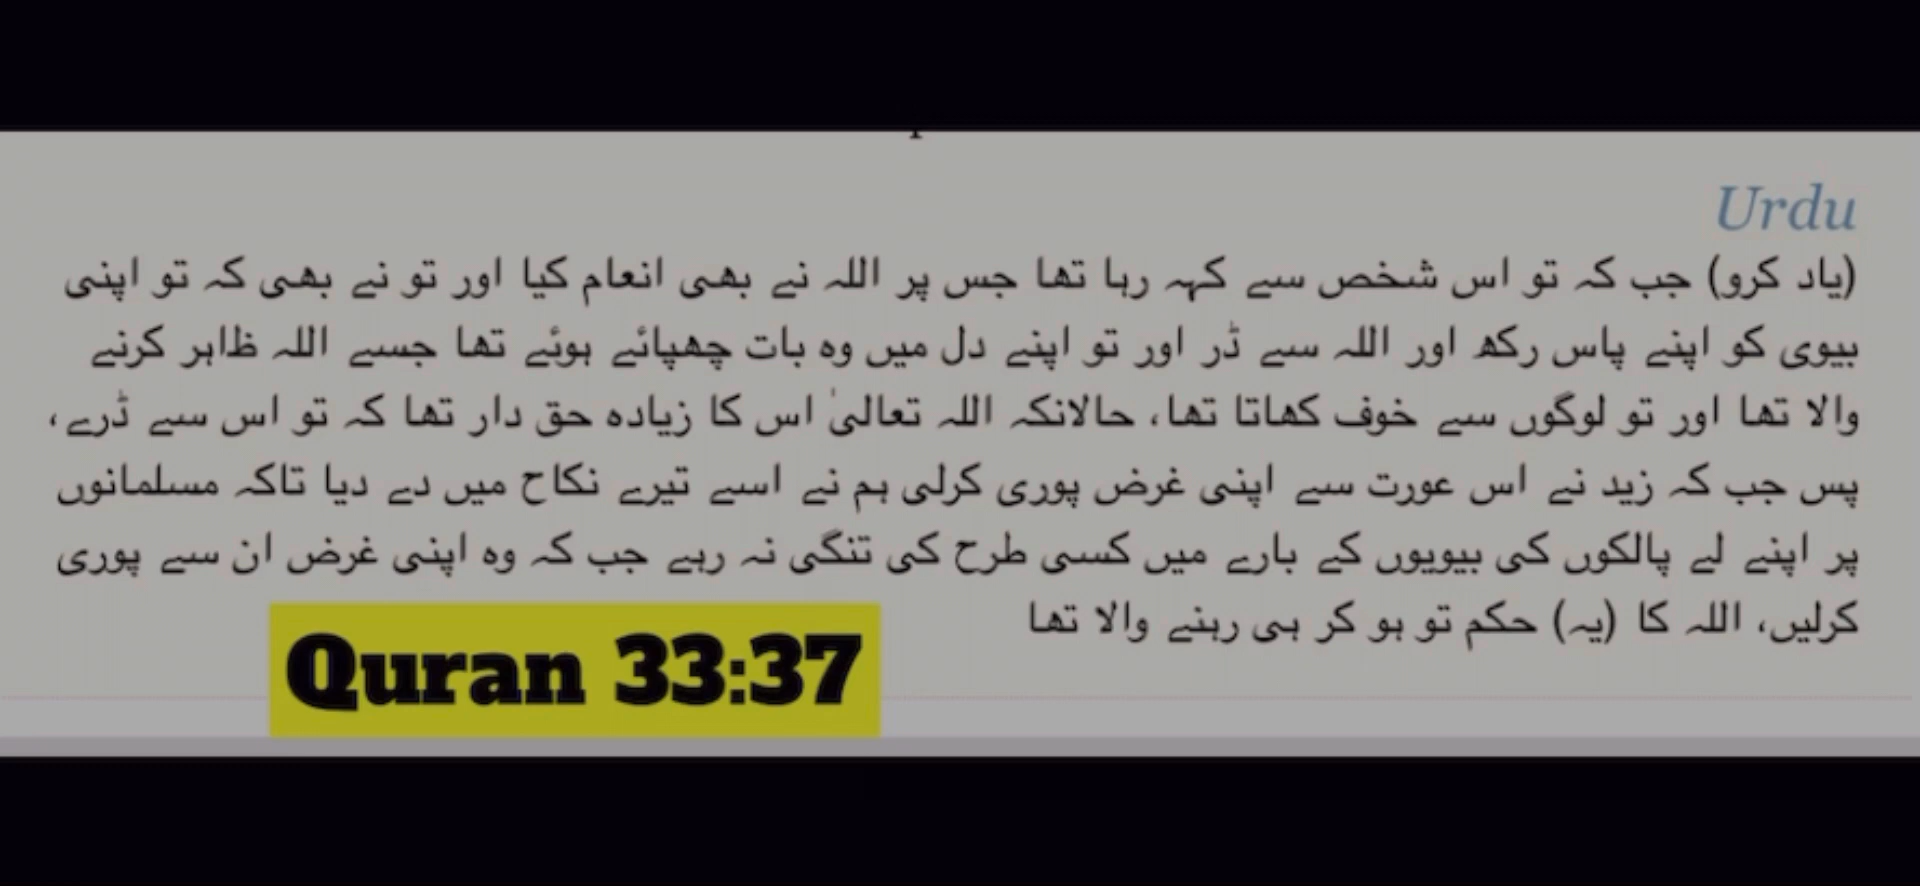 Urdu
(یاد کرو) جب کہ تو اس شخص سے کہہ رہا تھا جس پر اللہ نے بھی انعام کیا اور تو نے بھی کہ تو اپنی
بیوی کو اپنے پاس رکھ اور اللہ سے ڈر اور تو اپنے دل میں وہ بات چھپائے ہوئے تھا جسے اللہ ظاہر کرنے
والا تھا اور تو لوگوں سے خوف کھاتا تھا، حالانکہ اللہ تعالیٰ اس کا زیادہ حق دار تھا کہ تو اس سے ڈرے،
پس جب کہ زید نے اس عورت سے اپنی غرض پوری کرلی ہم نے اسے تیرے نکاح میں دے دیا تاکہ مسلمانوں
پر اپنے لے پالکوں کی بیویوں کے بارے میں کسی طرح کی تنگی نہ رہے جب کہ وہ اپنی غرض ان سے پوری
کرلیں، اللہ کا (یہ) حکم تو ہو کر ہی رہنے والا تھا
Quran 33:37